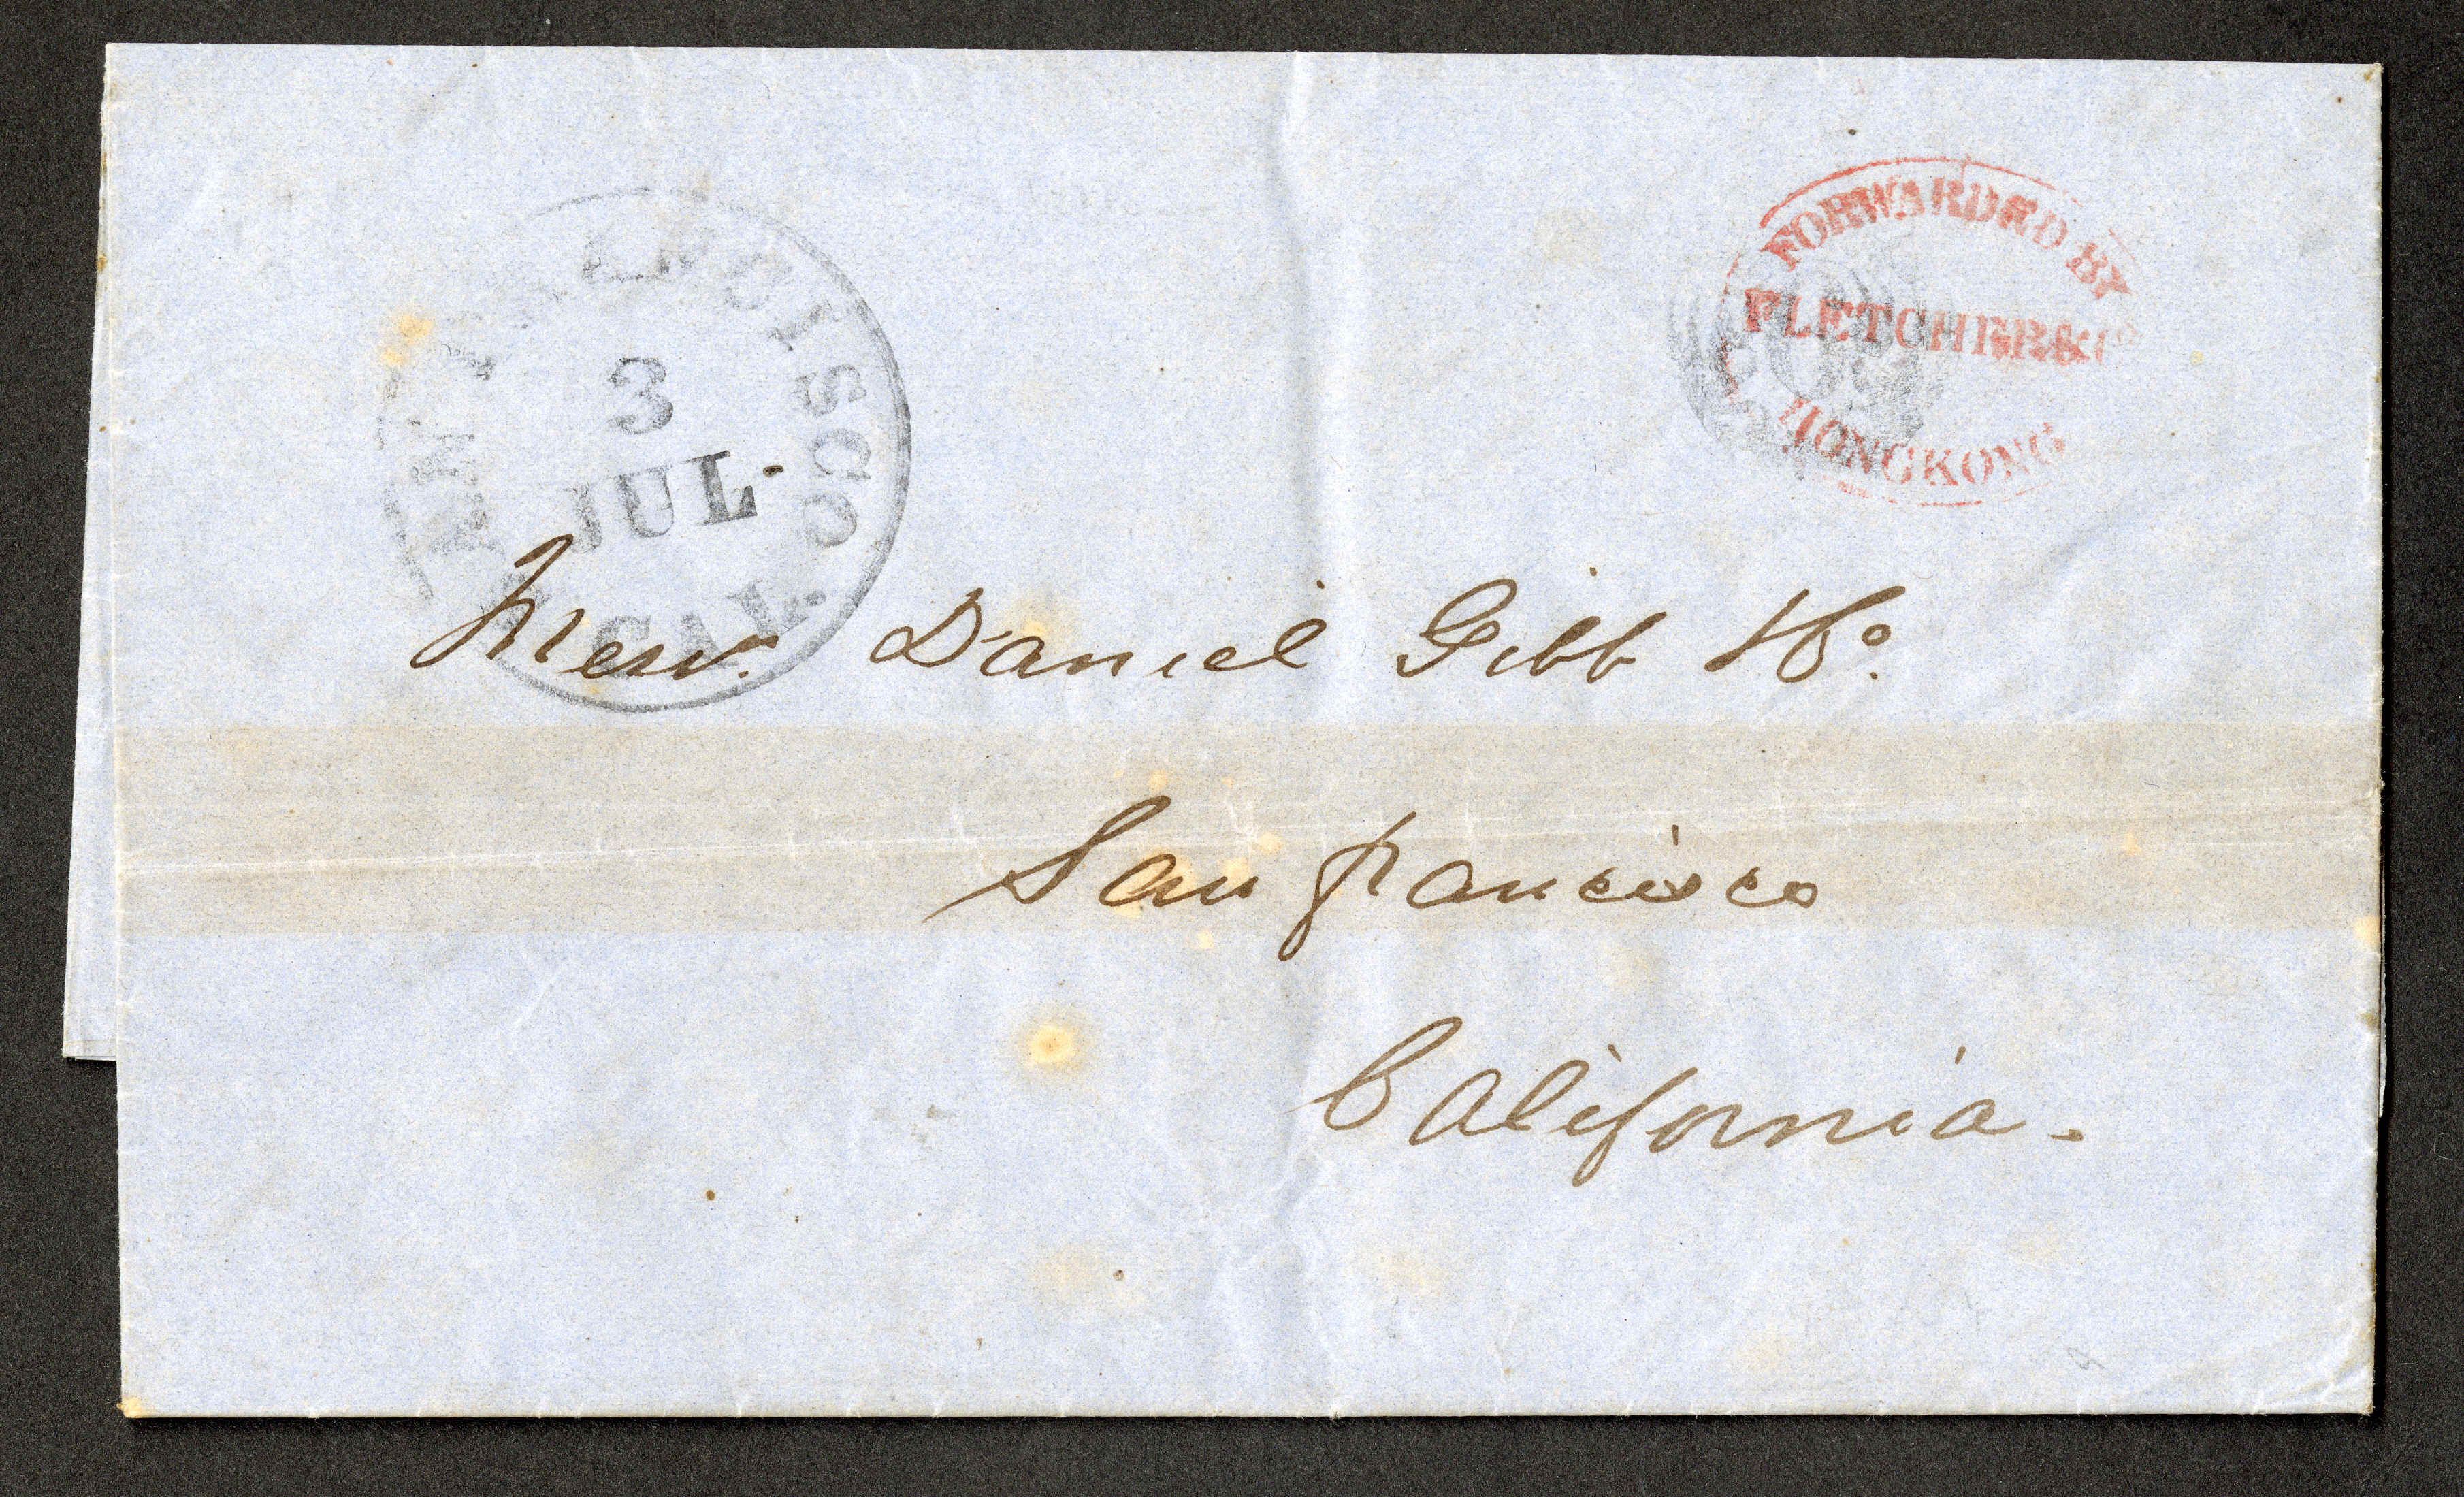 SAN FRANCISCO
3
JUL.
CAL.
FORWARDED BY
FLETCHER & Co
HONGKONG
Messrs. Daniel Gibb & Co.
San Francisco
California.